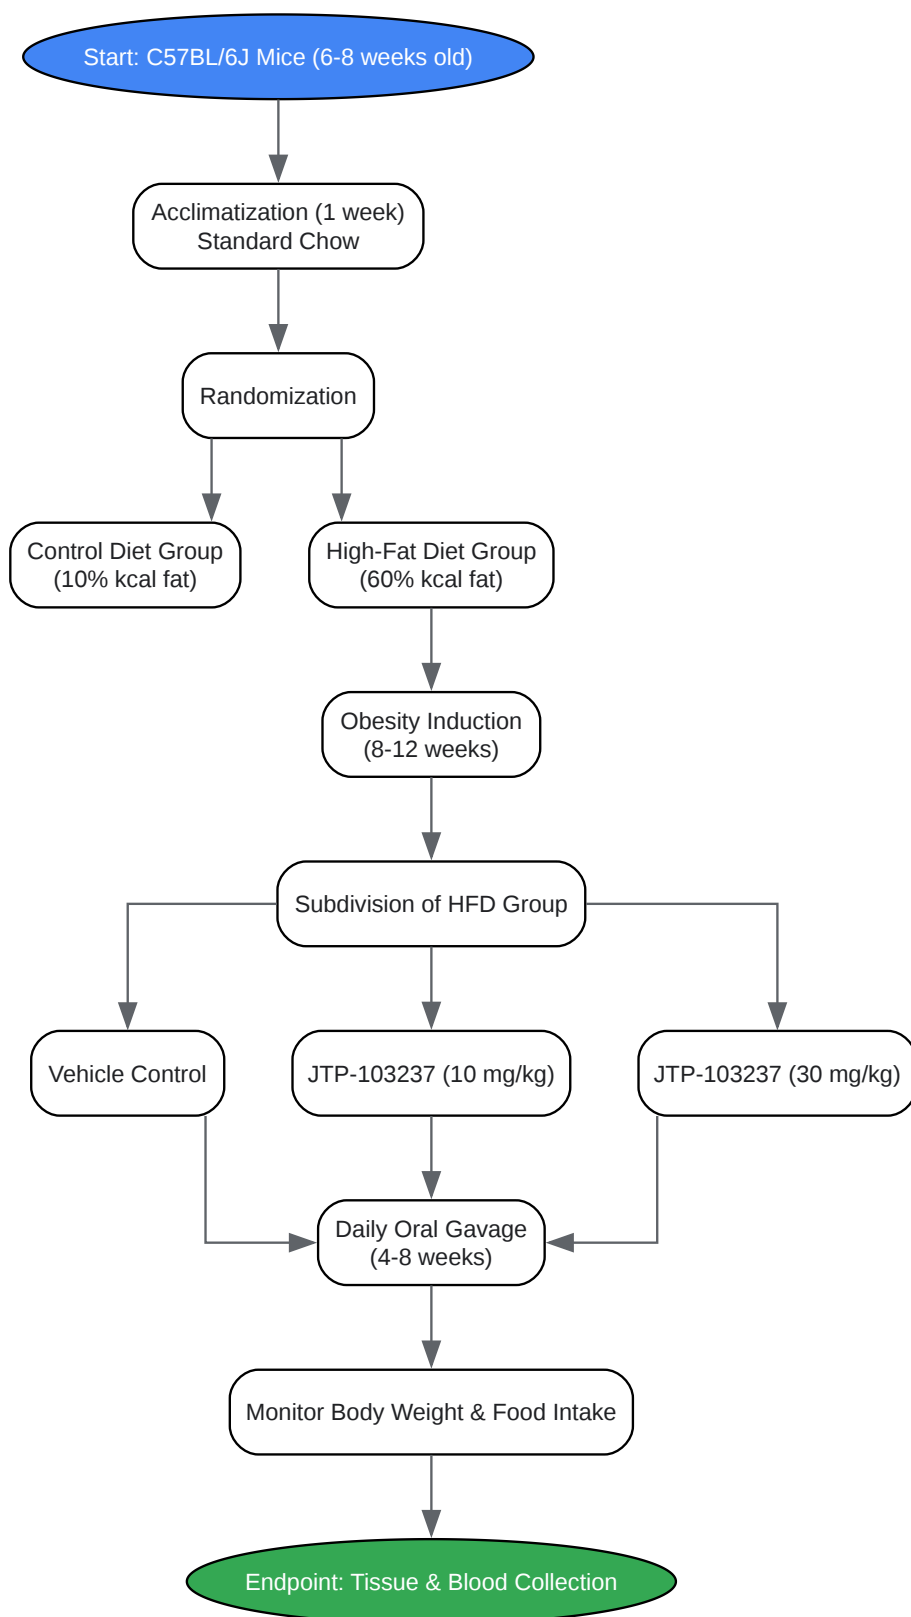 Start: C57BL/6J Mice (6-8 weeks old)
Acclimatization (1 week)
Standard Chow
Randomization
Control Diet Group
(10% kcal fat)
High-Fat Diet Group
(60% kcal fat)
Obesity Induction
(8-12 weeks)
Subdivision of HFD Group
Vehicle Control
JTP-103237 (10 mg/kg)
JTP-103237 (30 mg/kg)
Daily Oral Gavage
(4-8 weeks)
Monitor Body Weight & Food Intake
Endpoint: Tissue & Blood Collection